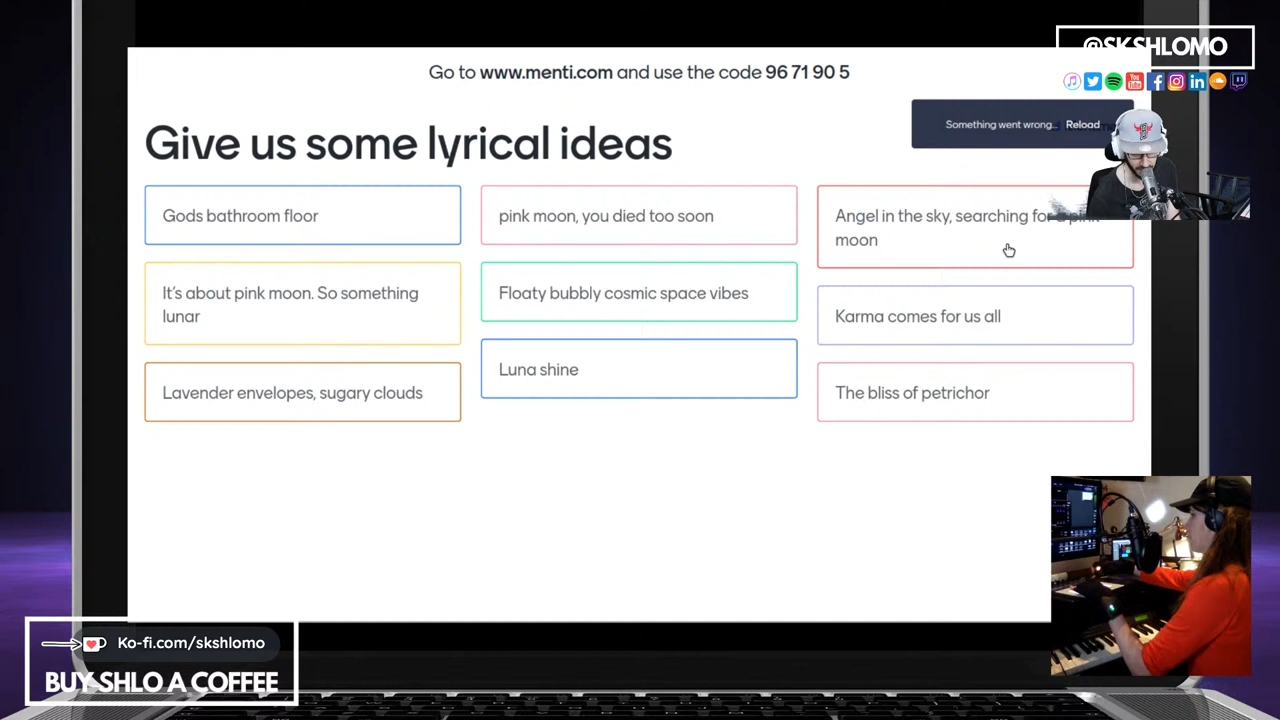 @SKSHLOMO
Go to www.menti.com and use the code 96 71 90 5
Something went wrong... Reload
Give us some lyrical ideas
Gods bathroom floor
pink moon, you died too soon
Angel in the sky, searching for a pink
moon
It's about pink moon. So something
lunar
Floaty bubbly cosmic space vibes
Karma comes for us all
Luna shine
Lavender envelopes, sugary clouds
The bliss of petrichor
Ko-fi.com/skshlomo
BUY SHLO A COFFEE